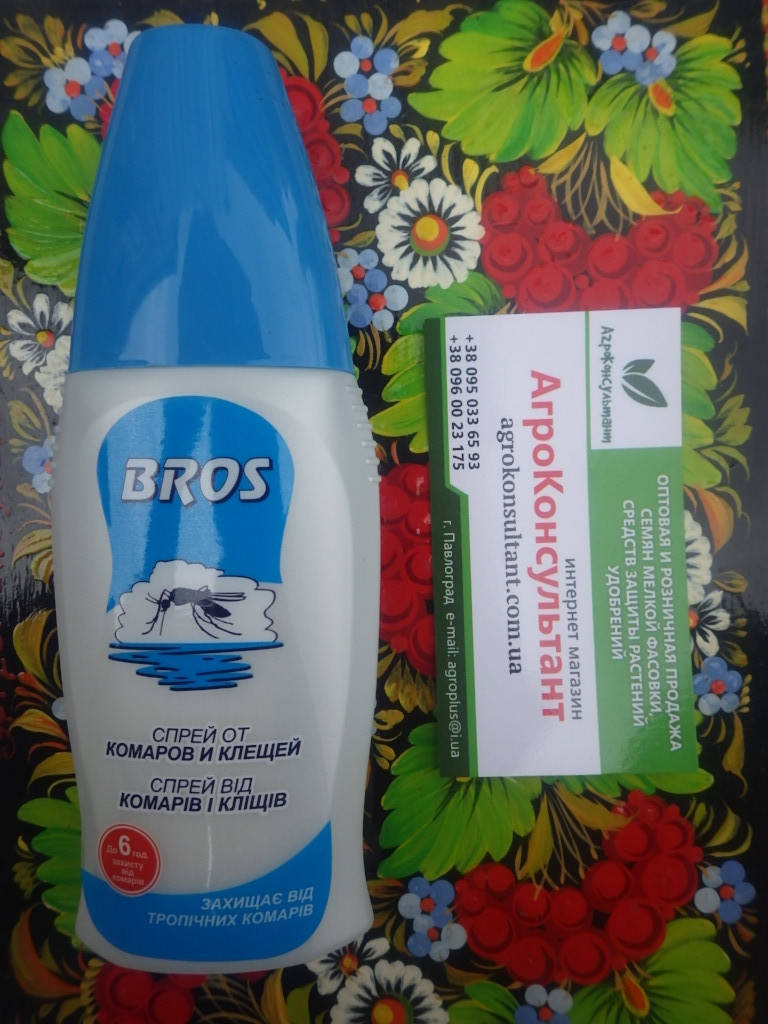 BROS
СПРЕЙ ОТ
КОМАРОВ И КЛЕЩЕЙ
СПРЕЙ ВІД
КОМАРІВ І КЛІЩІВ
До 6 год.
захисту
від
комарів
ЗАХИЩАЄ ВІД
ТРОПІЧНИХ КОМАРІВ
АгроКонсультант
ОПТОВАЯ И РОЗНИЧНАЯ ПРОДАЖА
СЕМЯН МЕЛКОЙ ФАСОВКИ,
СРЕДСТВ ЗАЩИТЫ РАСТЕНИЙ
УДОБРЕНИЙ
интернет магазин
АгроКонсультант
agrokonsultant.com.ua
+38 095 033 65 93
+38 096 00 23 175
г. Павлоград e-mail: agroplus@i.ua